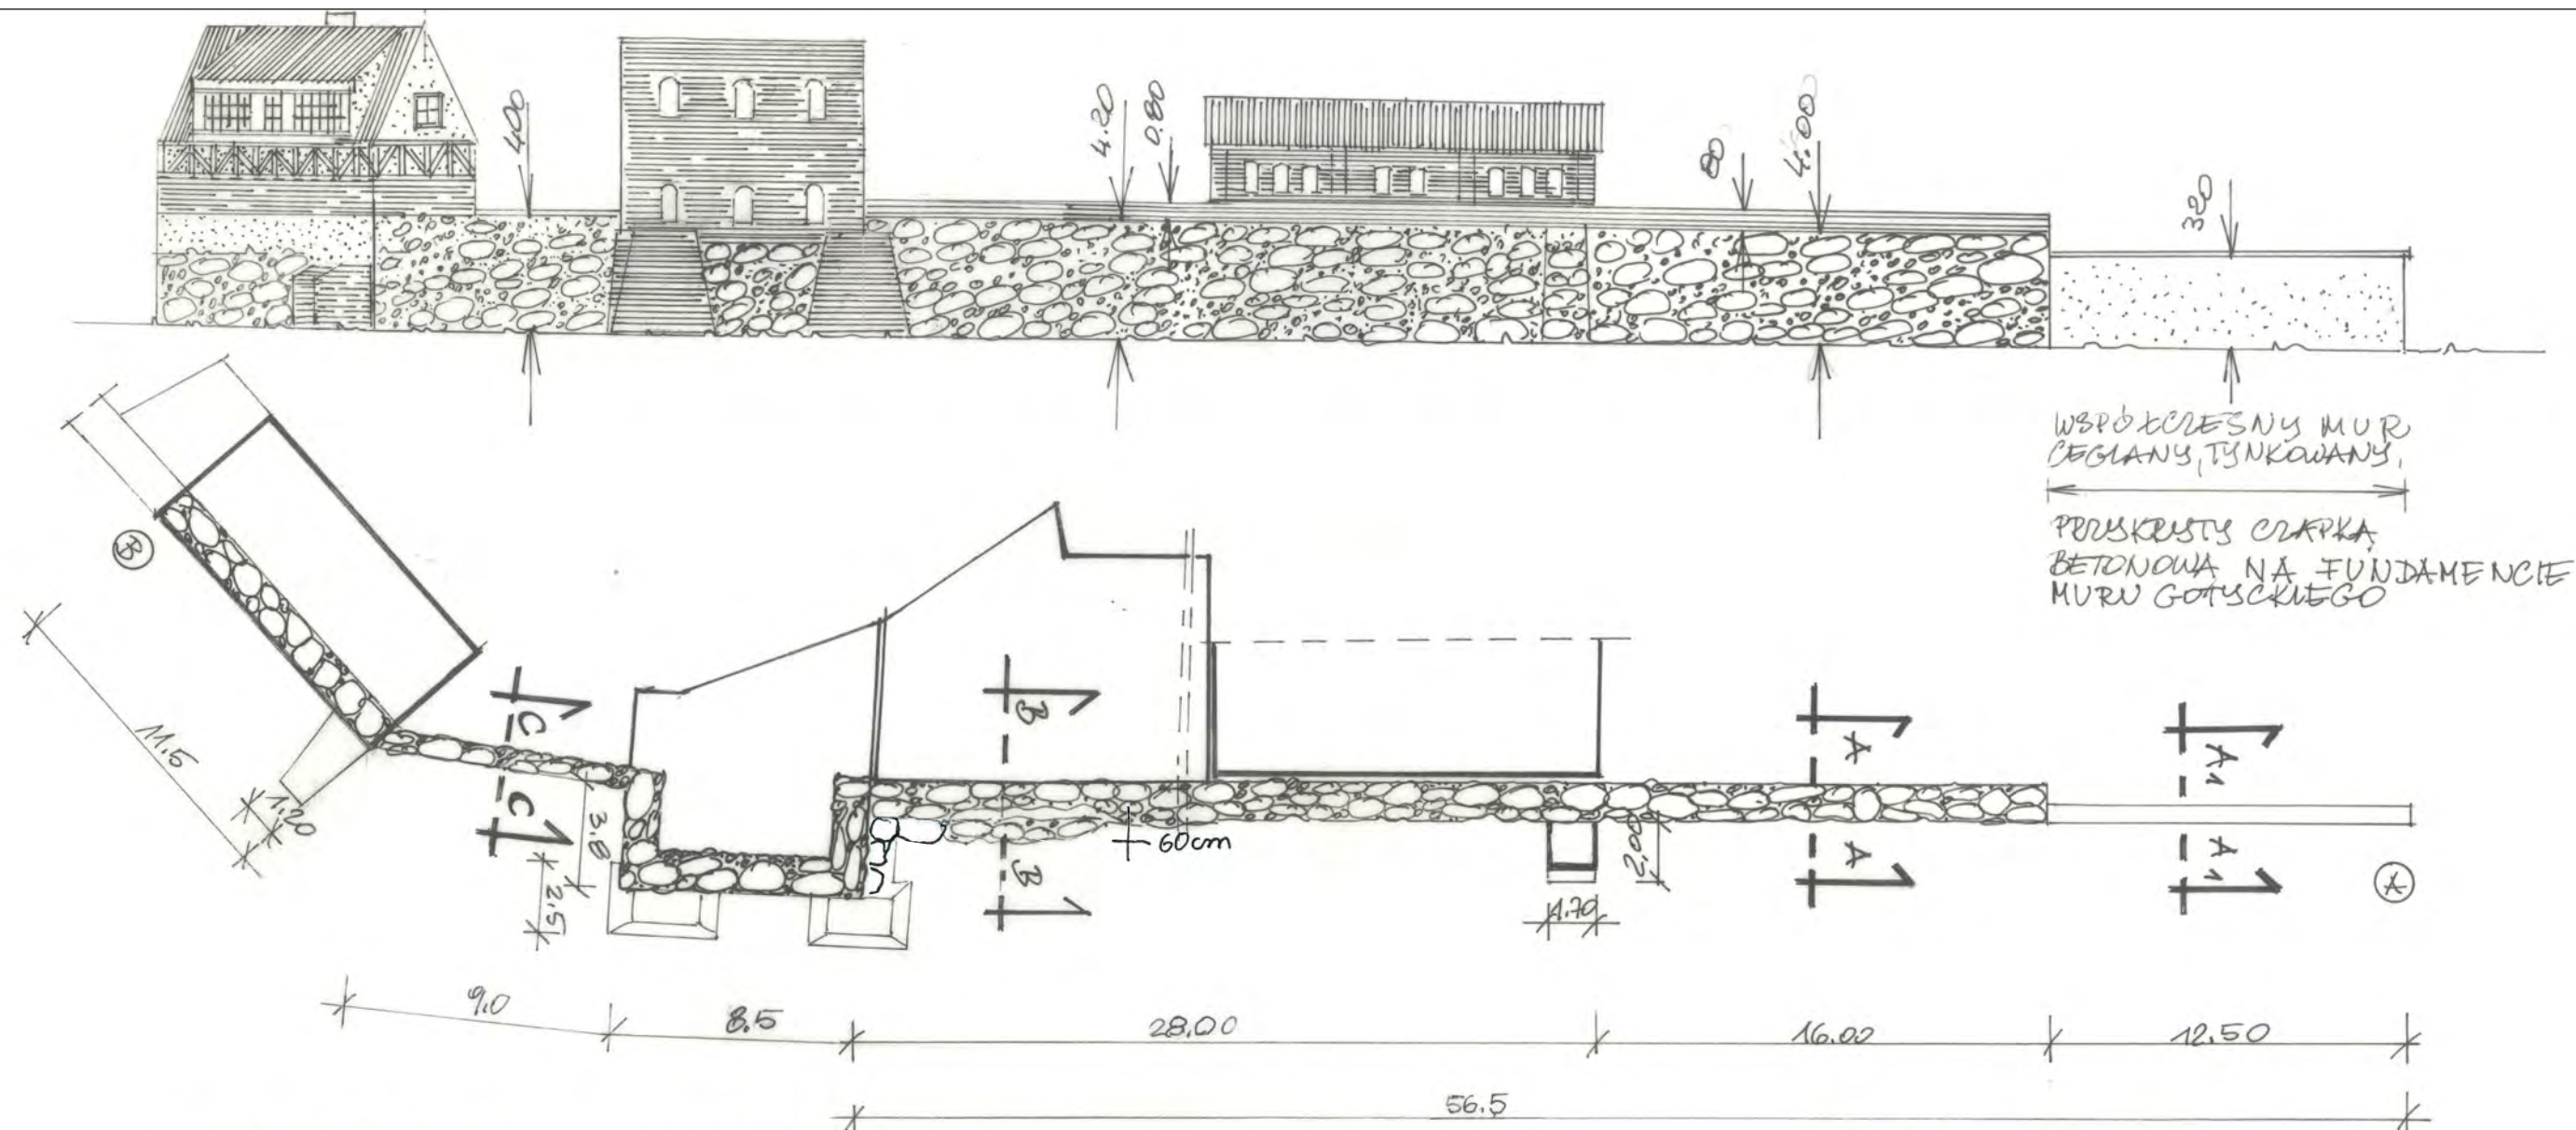 400
4.20
0.80
80
4.00
320
WSPÓŁCZESNY MUR
CEGLANY, TYNKOWANY,
PRZYKRYTY CZAPKĄ
BETONOWĄ NA FUNDAMENCIE
MURU GOTYCKIEGO
B
11.5
1.20
C
C
3.8
2.5
B
B
60cm
2.00
1.70
A
A
A1
A1
A
9.0
8.5
28.00
16.00
12.50
56.5